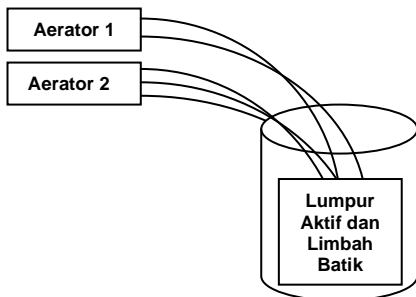 Aerator 1
Aerator 2
Lumpur
Aktif dan
Limbah
Batik